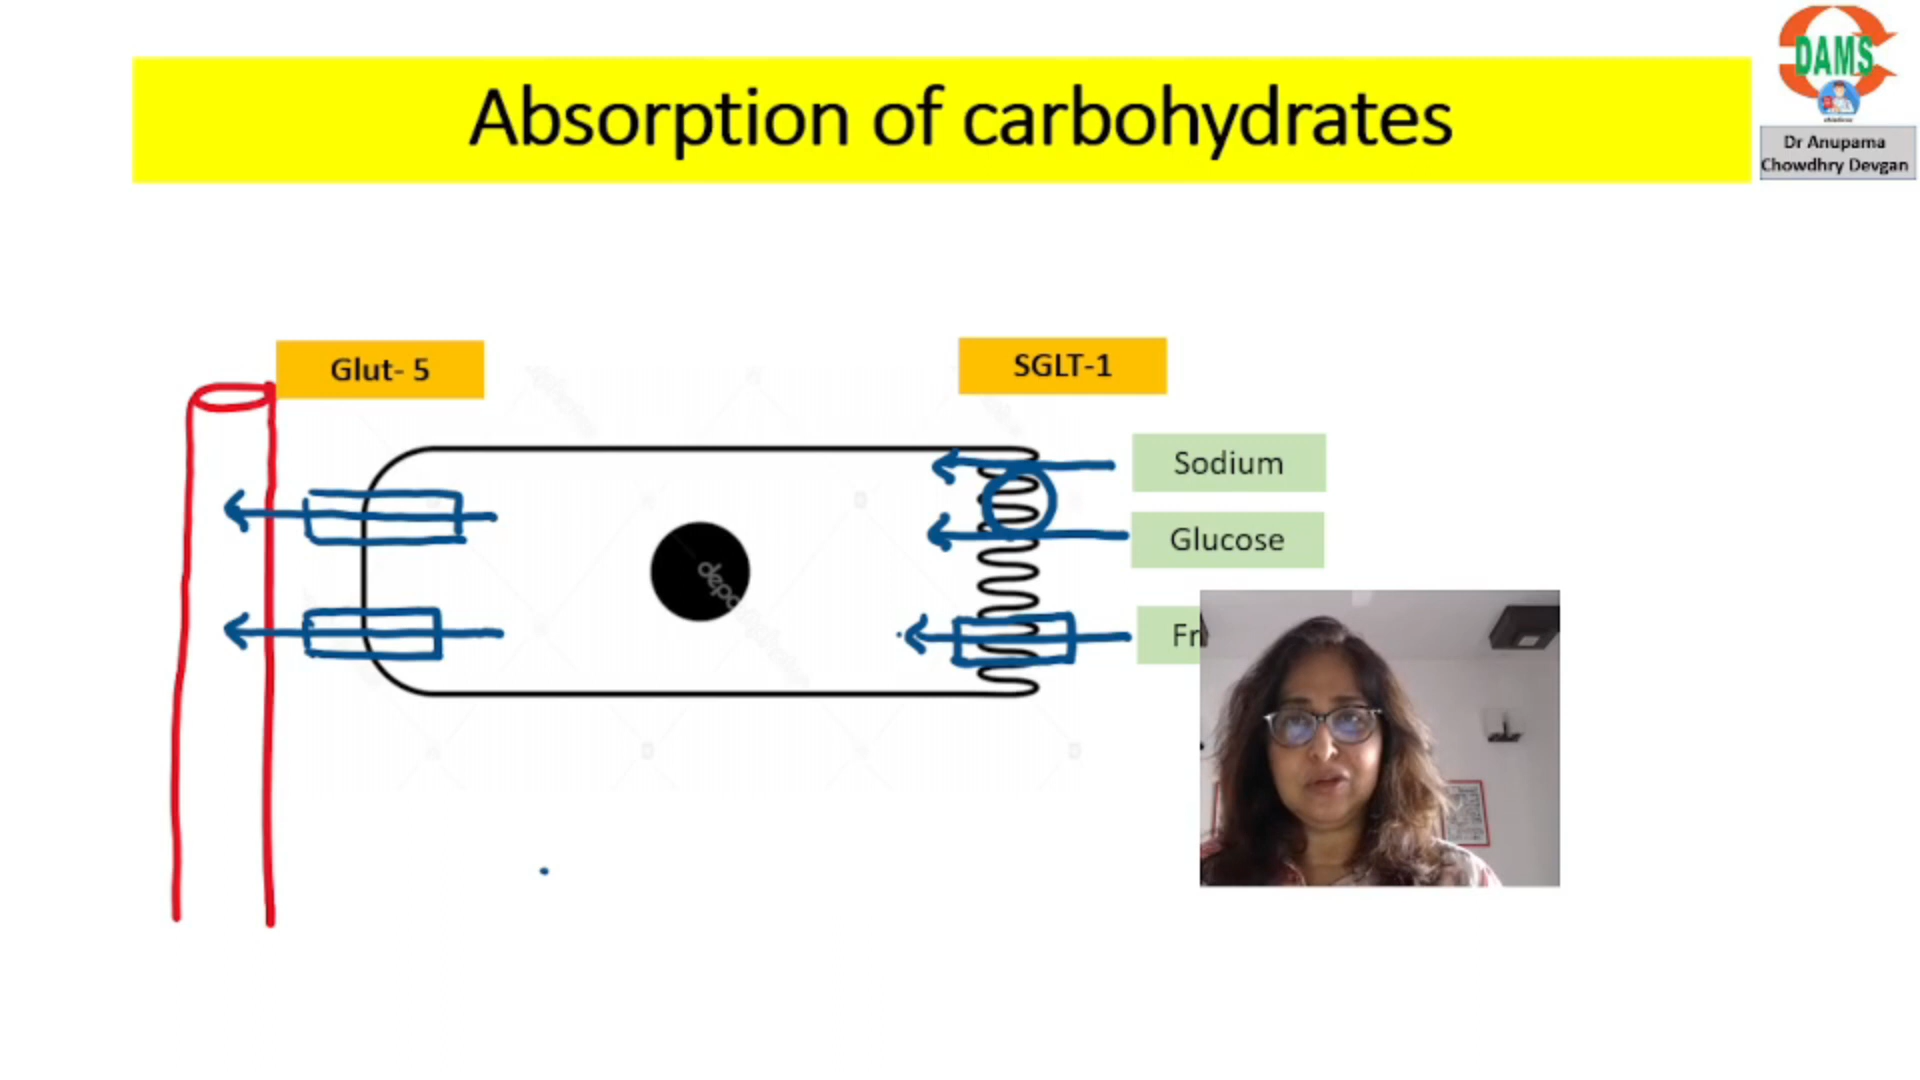 Absorption of carbohydrates
DAMS
Dr Anupama
Chowdhry Devgan
Glut- 5
SGLT-1
Sodium
Glucose
Fr